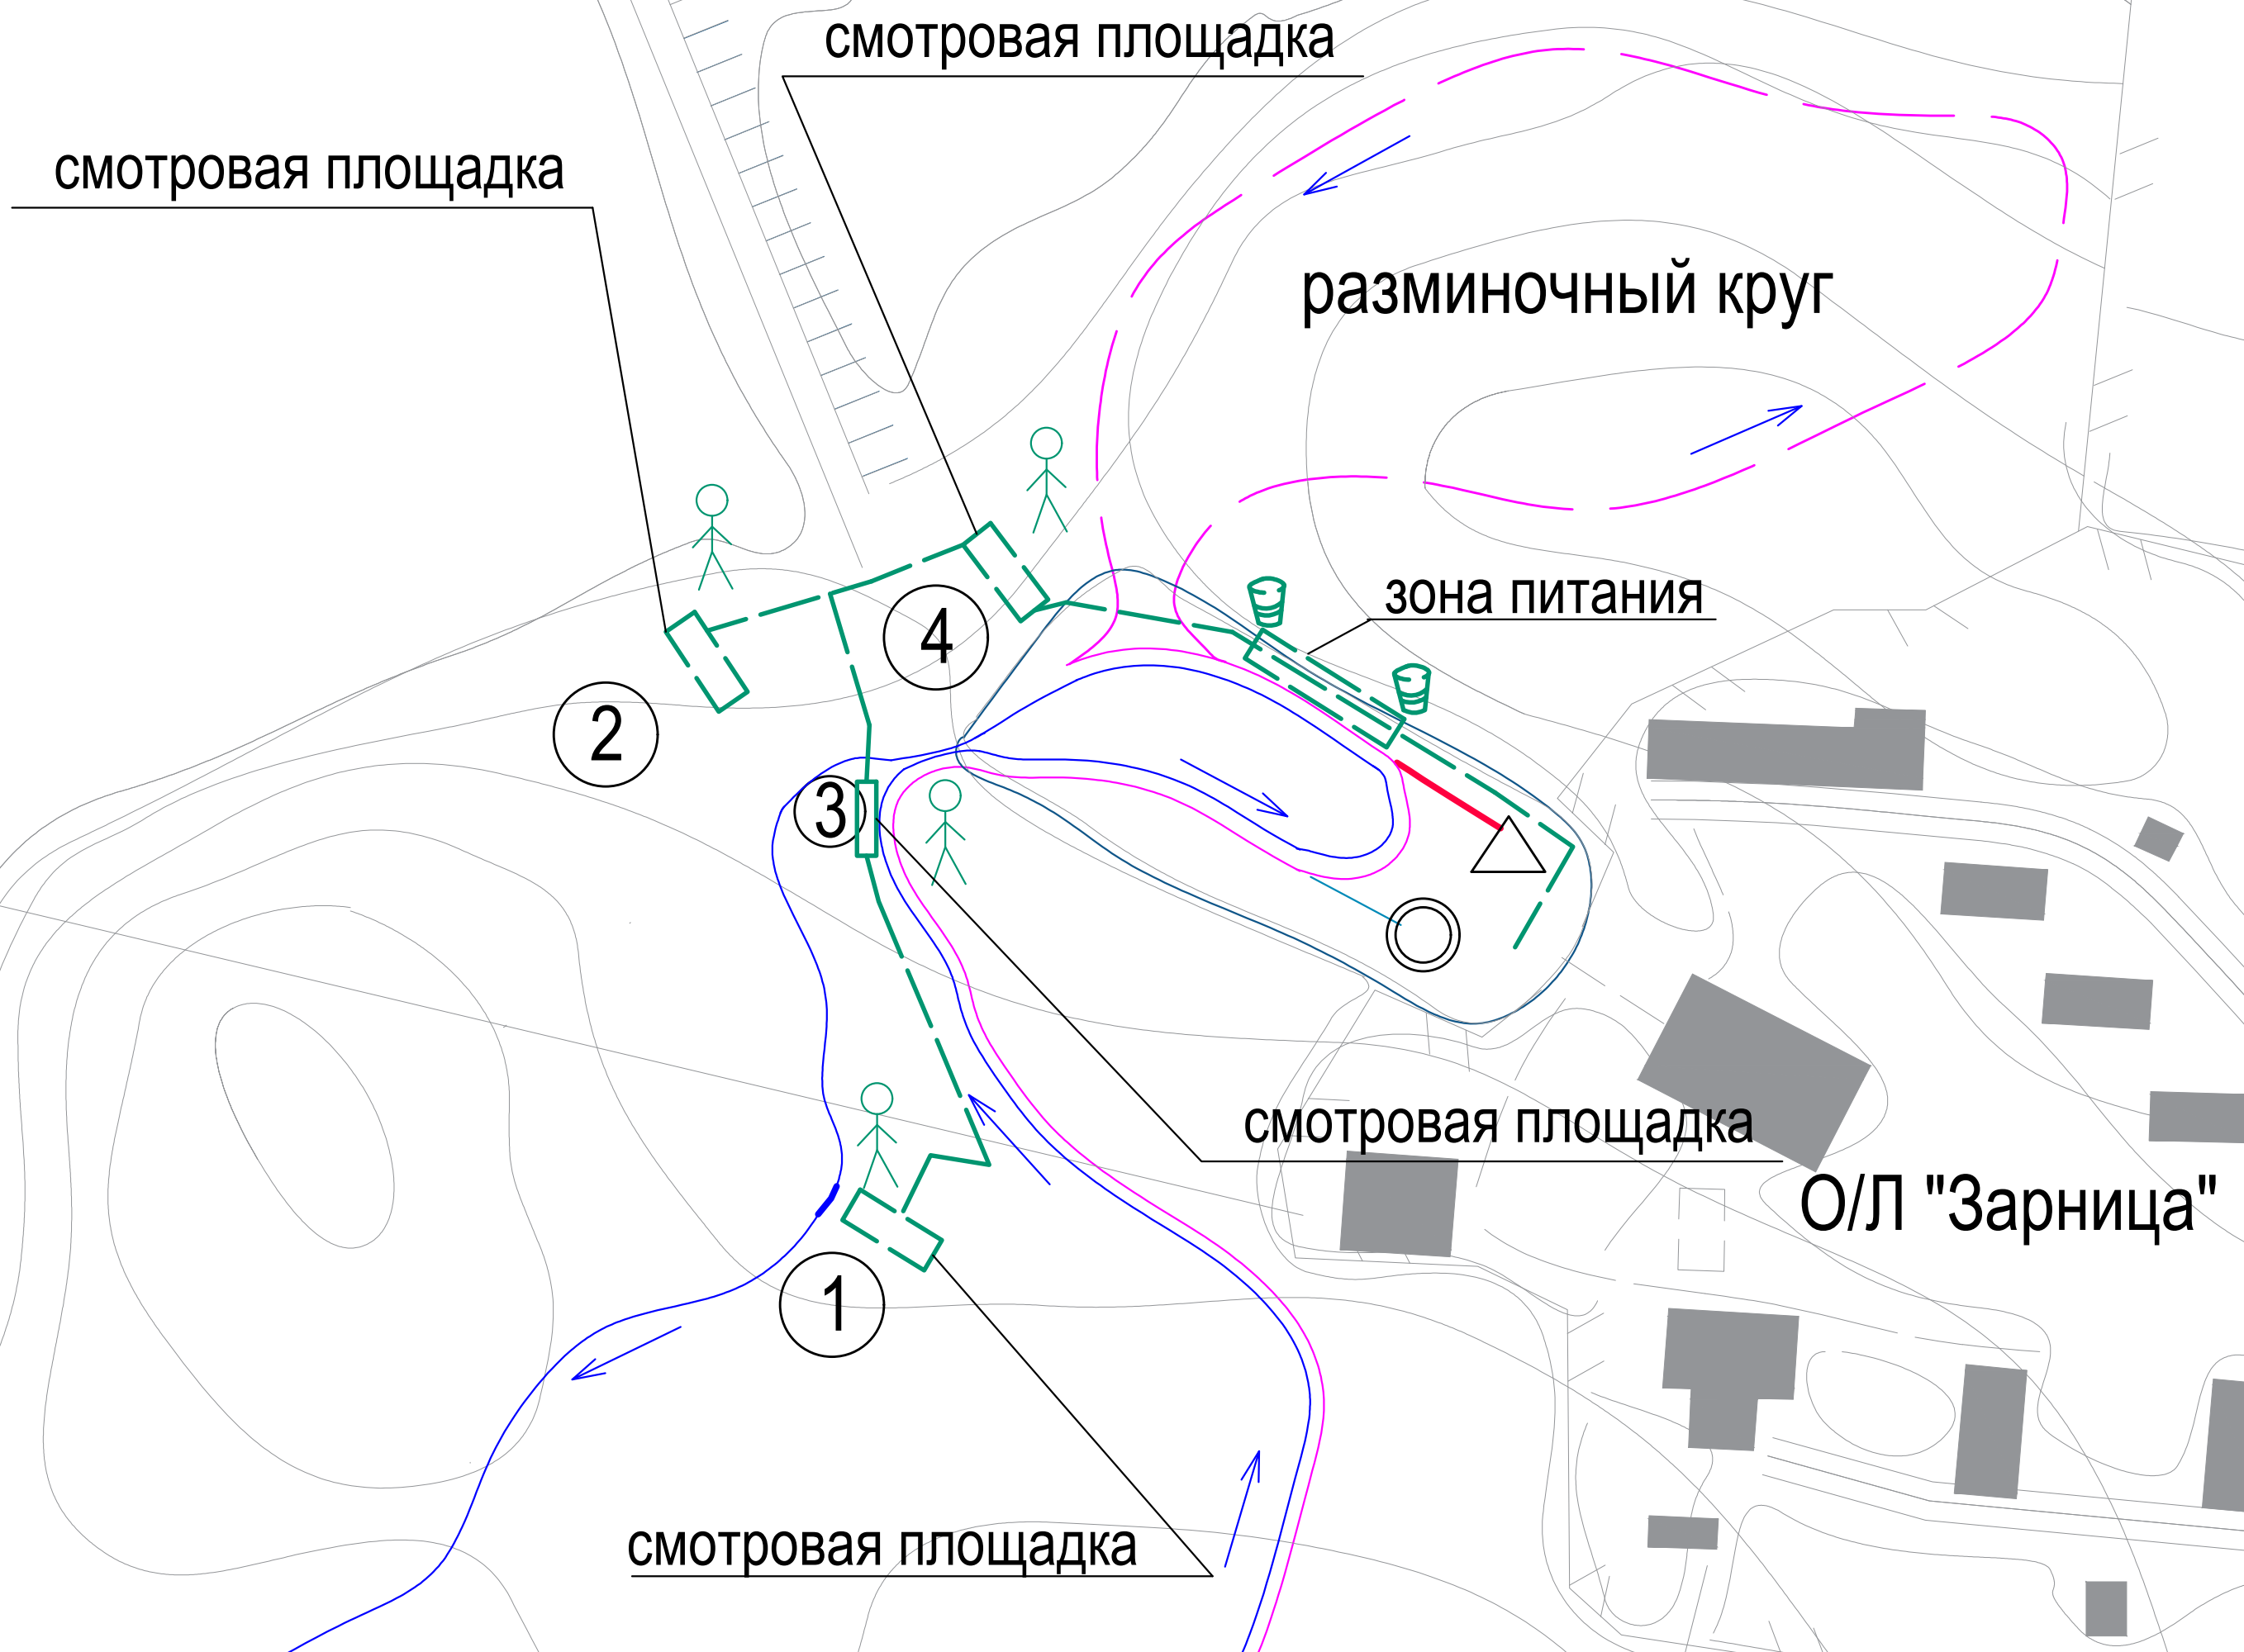 смотровая площадка
смотровая площадка
разминочный круг
зона питания
4
2
3
смотровая площадка
О/Л "Зарница"
1
смотровая площадка